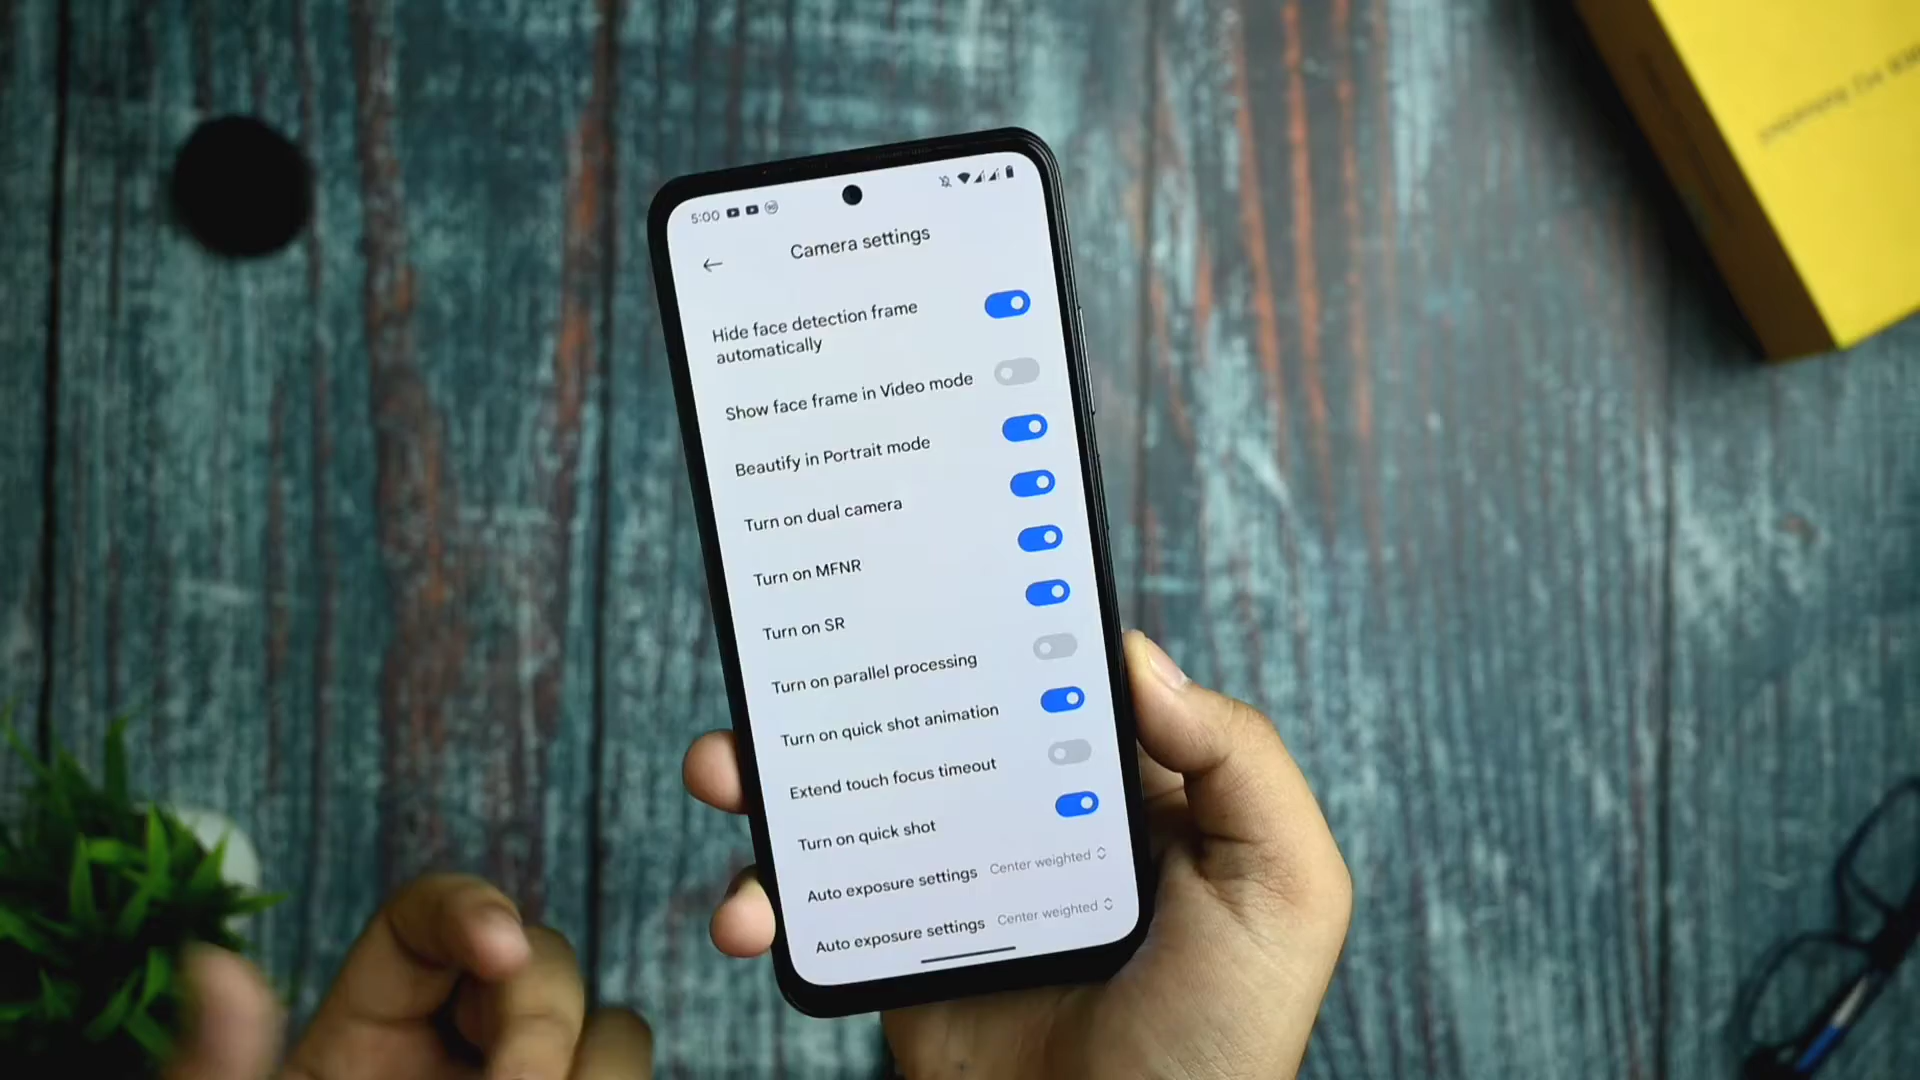 5:00
Camera settings
Hide face detection frame
automatically
Show face frame in Video mode
Beautify in Portrait mode
Turn on dual camera
Turn on MFNR
Turn on SR
Turn on parallel processing
Turn on quick shot animation
Extend touch focus timeout
Turn on quick shot
Auto exposure settings Center weighted
Auto exposure settings Center weighted